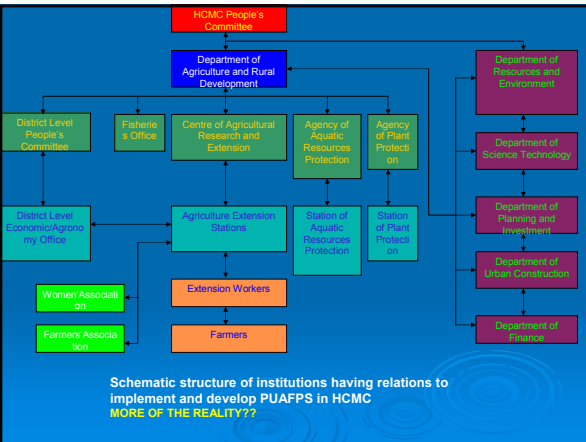 HCMC People's
Committee
Department of
Agriculture and Rural
Development
Department of
Resources and
Environment
District Level
People's
Committee
Fisherie
s Office
Centre of Agricultural
Research and
Extension
Agency of
Aquatic
Resources
Protection
Agency
of Plant
Protecti
on
Department of
Science Technology
District Level
Economic/Agrono
my Office
Agriculture Extension
Stations
Station of
Aquatic
Resources
Protection
Station
of Plant
Protecti
on
Department of
Planning and
Investment
Department of
Urban Construction
Women'Associati
on
Extension Workers
Farmers'Associa
tion
Farmers
Department of
Finance
Schematic structure of institutions having relations to
implement and develop PUAFPS in HCMC
MORE OF THE REALITY??